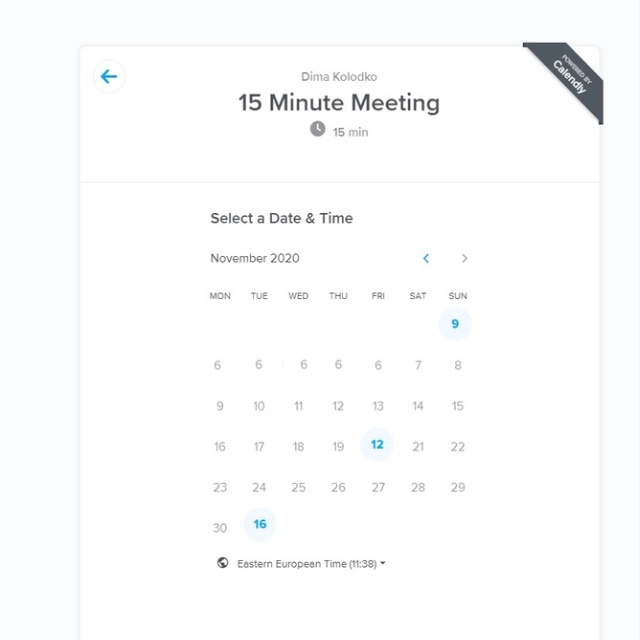 POWERED BY
Calendly
Dima Kolodko
15 Minute Meeting
15 min
Select a Date & Time
November 2020
MON TUE WED THU FRI SAT SUN
9
6 6 6 6 6 7 8
9 10 11 12 13 14 15
16 17 18 19 12 21 22
23 24 25 26 27 28 29
30 16
Eastern European Time (11:38)